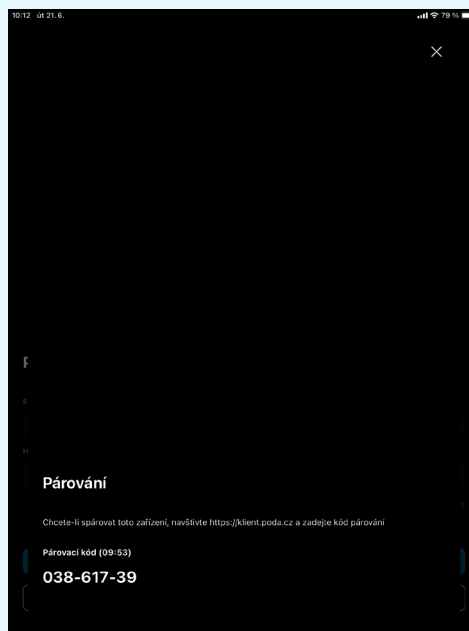 10:12 út 21. 6. 79 %
P
E
H
Párování
Chcete-li spárovat toto zařízení, navštivte https://klient.poda.cz a zadejte kód párování
Párovací kód (09:53)
038-617-39